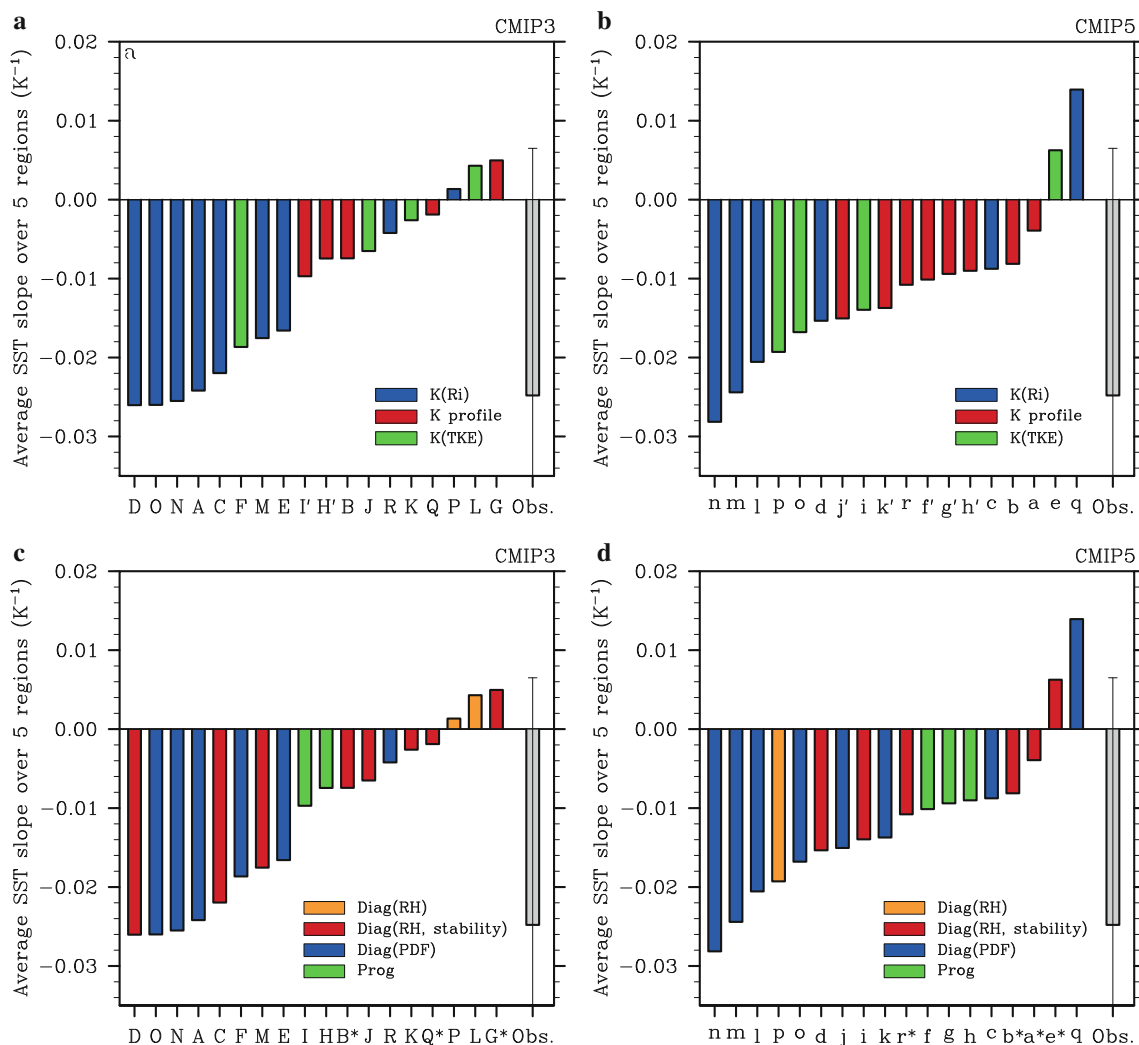 a
CMIP3
a
Average SST slope over 5 regions (K⁻¹)
0.02
0.01
0.00
−0.01
−0.02
−0.03
K(Ri)
K profile
K(TKE)
D O N A C F M E I' H' B J R K Q P L G Obs.
b
CMIP5
Average SST slope over 5 regions (K⁻¹)
0.02
0.01
0.00
−0.01
−0.02
−0.03
K(Ri)
K profile
K(TKE)
n m l p o d j' i k' r f' g' h' c b a e q Obs.
c
CMIP3
Average SST slope over 5 regions (K⁻¹)
0.02
0.01
0.00
−0.01
−0.02
−0.03
Diag(RH)
Diag(RH, stability)
Diag(PDF)
Prog
D O N A C F M E I H B* J R K Q* P L G* Obs.
d
CMIP5
Average SST slope over 5 regions (K⁻¹)
0.02
0.01
0.00
−0.01
−0.02
−0.03
Diag(RH)
Diag(RH, stability)
Diag(PDF)
Prog
n m l p o d j i k r* f g h c b* a* e* q Obs.